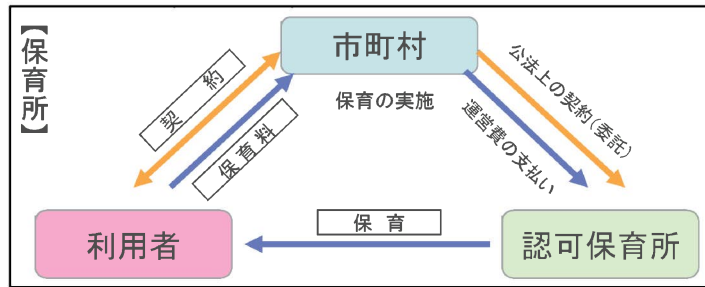 【保育所】
市町村
契約
保育料
保育の実施
公法上の契約(委託)
運営費の支払い
利用者
保育
認可保育所